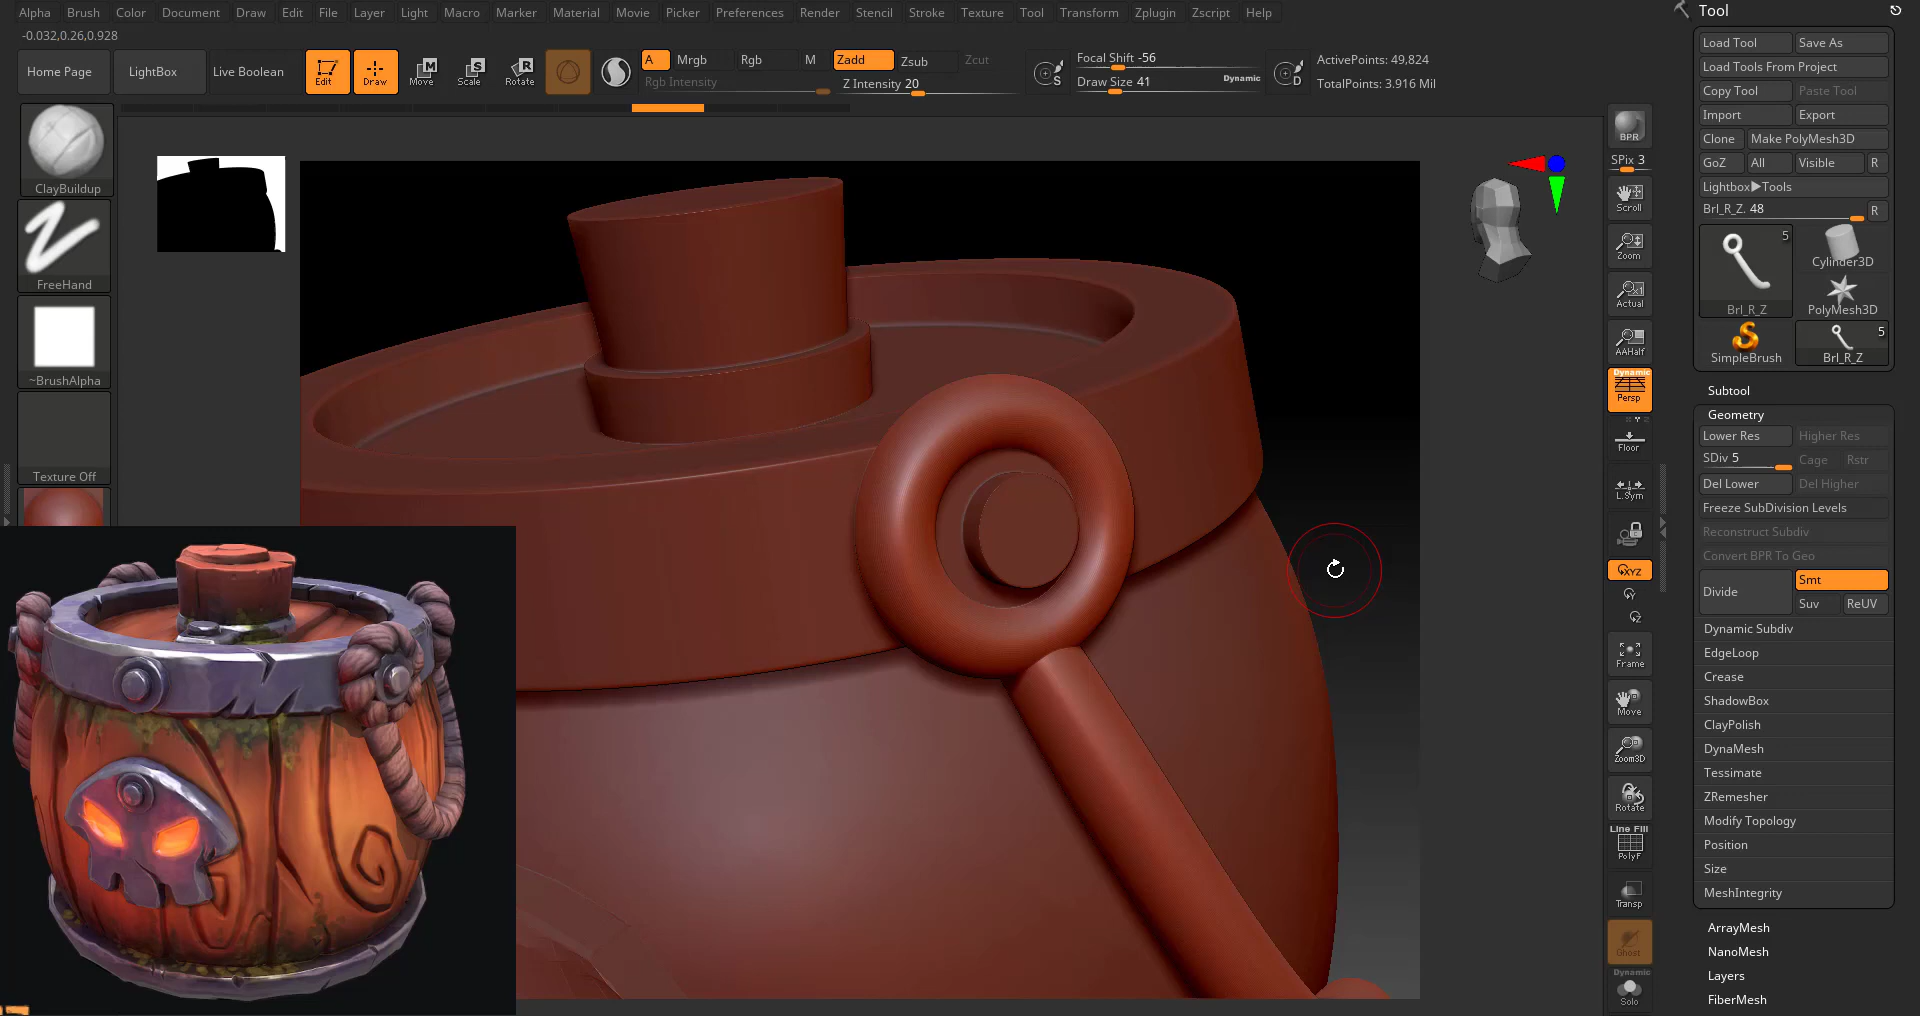 Alpha Brush Color Document Draw Edit File Layer Light Macro Marker Material Movie Picker Preferences Render Stencil Stroke Texture Tool Transform Zplugin Zscript Help
-0.032,0.26,0.928
Home Page LightBox Live Boolean Edit Draw Move Scale Rotate A Mrgb Rgb M Zadd Zsub Zcut
M S R
Rgb Intensity Z Intensity 20
Focal Shift -56
Draw Size 41 Dynamic
S D
ActivePoints: 49,824
TotalPoints: 3.916 Mil
ClayBuildup
FreeHand
~BrushAlpha
Texture Off
BPR
SPix 3
Scroll
Zoom
Actual
AAHalf
Dynamic
Persp
Floor
L.Sym
XYZ
Y
Z
Frame
Move
Zoom3D
Rotate
Line Fill
PolyF
Transp
Ghost
Dynamic
Solo
Tool
Load Tool Save As
Load Tools From Project
Copy Tool Paste Tool
Import Export
Clone Make PolyMesh3D
GoZ All Visible R
Lightbox▶Tools
Brl_R_Z. 48 R
5
Brl_R_Z
Cylinder3D
PolyMesh3D
SimpleBrush
5
Brl_R_Z
Subtool
Geometry
Lower Res Higher Res
SDiv 5 Cage Rstr
Del Lower Del Higher
Freeze SubDivision Levels
Reconstruct Subdiv
Convert BPR To Geo
Divide Smt
Suv ReUV
Dynamic Subdiv
EdgeLoop
Crease
ShadowBox
ClayPolish
DynaMesh
Tessimate
ZRemesher
Modify Topology
Position
Size
MeshIntegrity
ArrayMesh
NanoMesh
Layers
FiberMesh